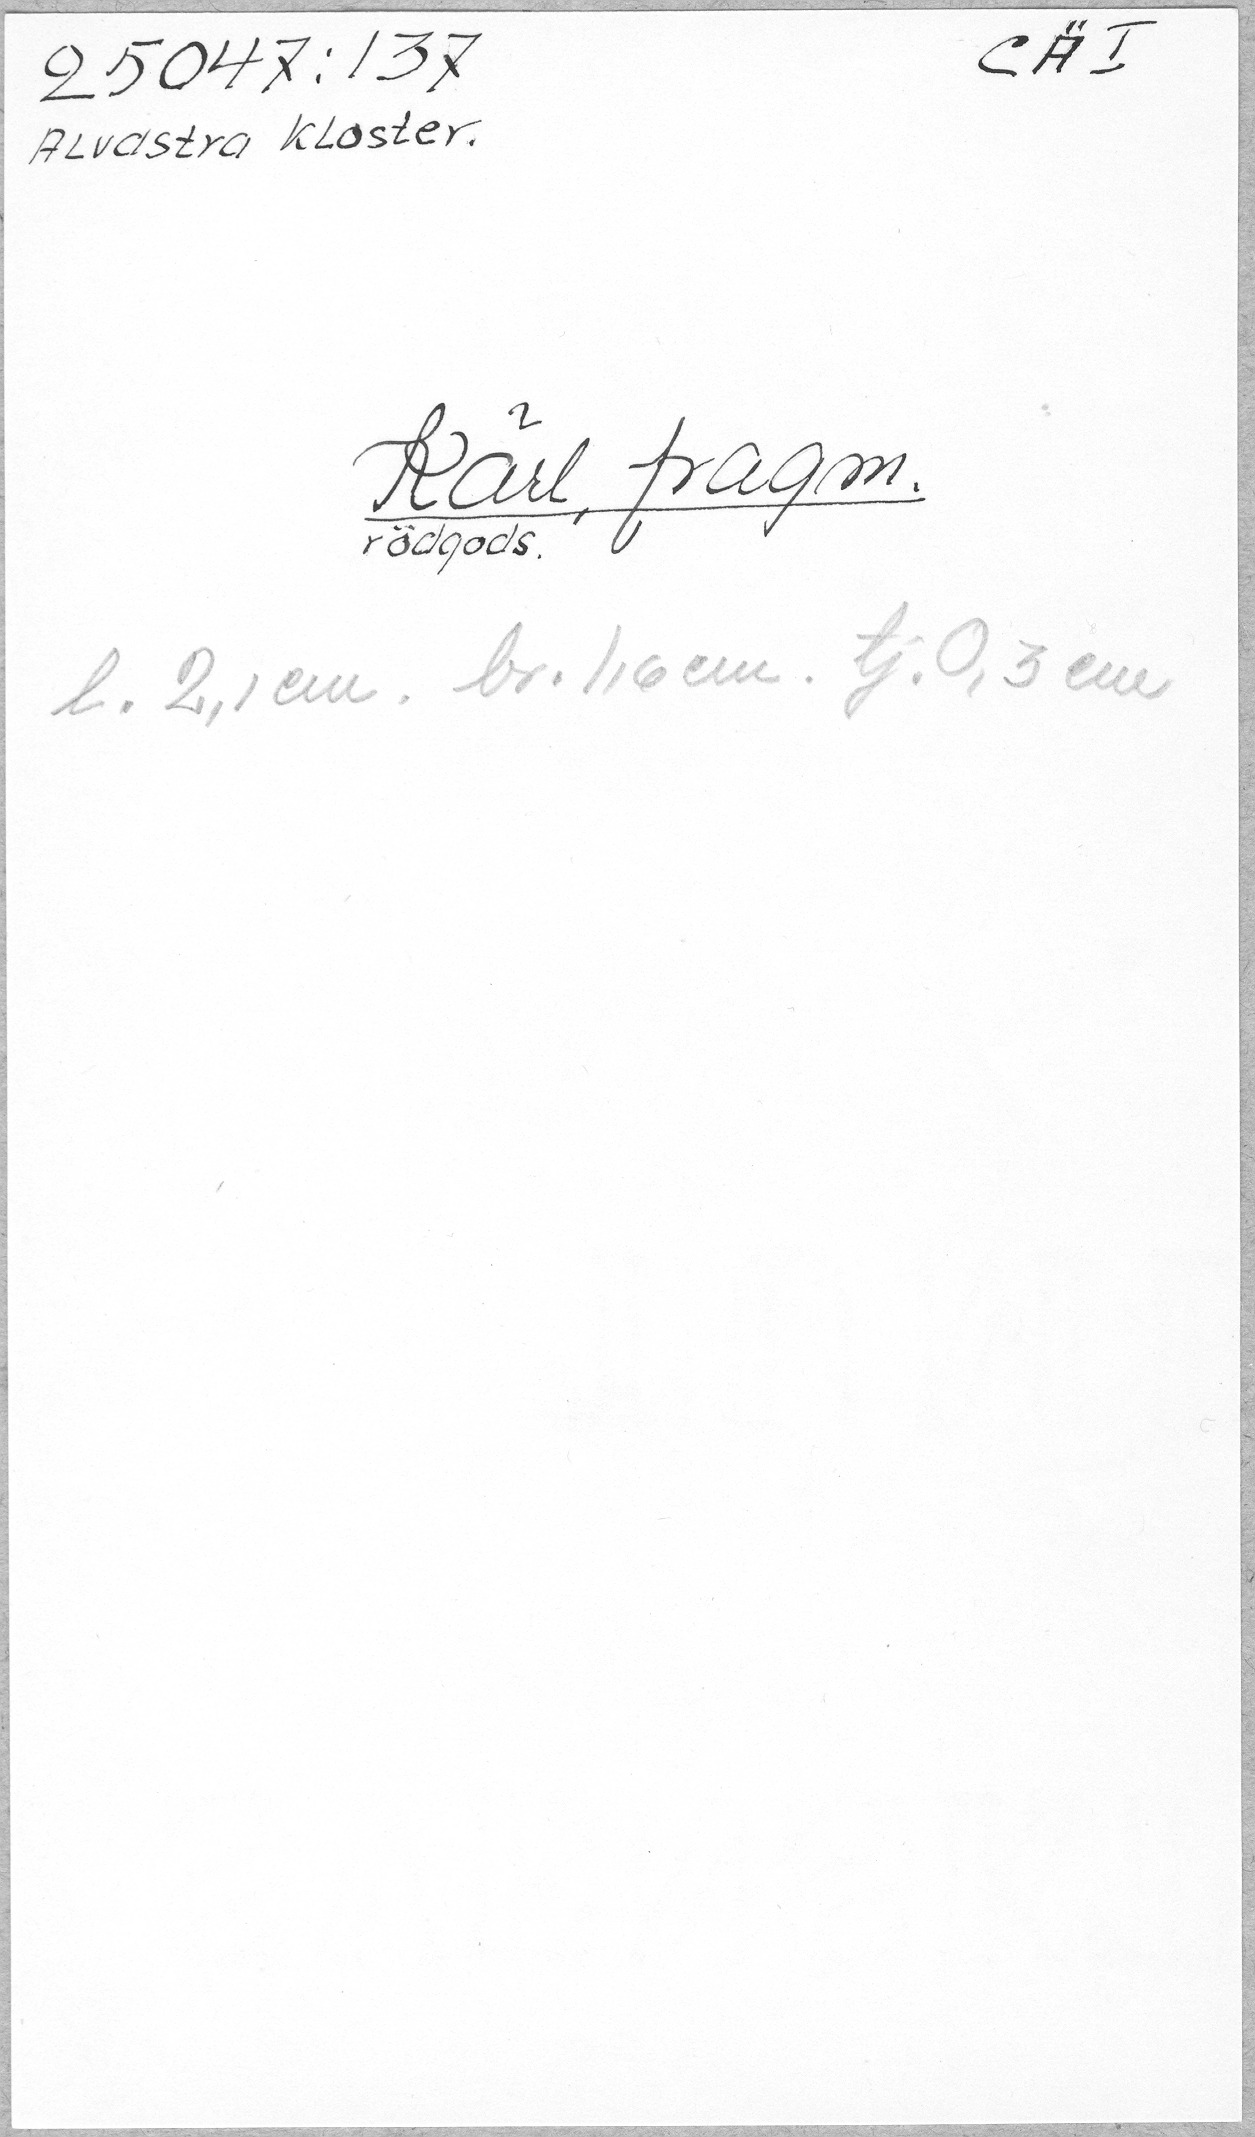 25047:137 CÄI
Alvastra Kloster.
Kärl, fragm.
rödgods.
l. 2,1 cm. br. 1,6 cm. tj. 0,3 cm